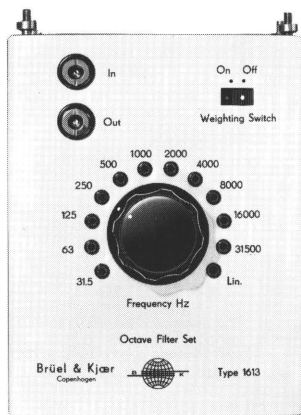 In
On Off
Out
Weighting Switch
1000 2000
500 4000
250 8000
125 16000
63 31500
31.5 Lin.
Frequency Hz
Octave Filter Set
Brüel & Kjær Type 1613
Copenhagen
B K